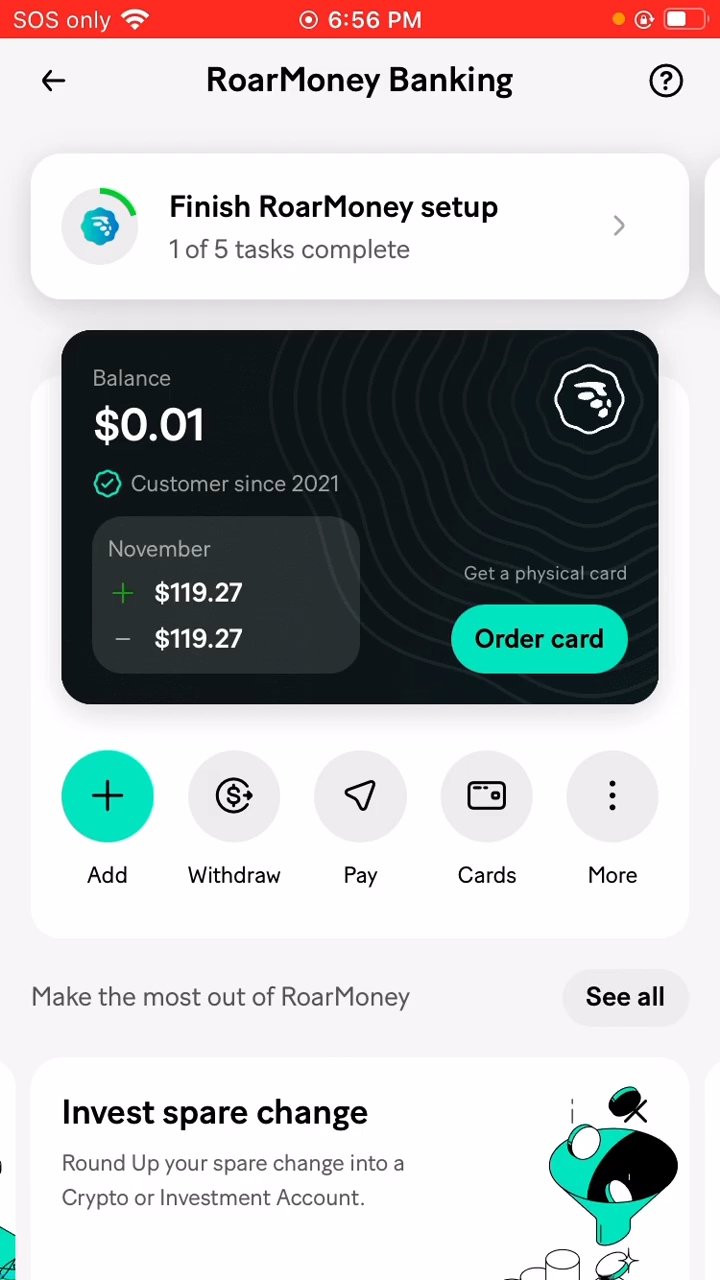 SOS only 6:56 PM
RoarMoney Banking
Finish RoarMoney setup
1 of 5 tasks complete
Balance
$0.01
Customer since 2021
November
+ $119.27
− $119.27
Get a physical card
Order card
Add Withdraw Pay Cards More
Make the most out of RoarMoney See all
Invest spare change
Round Up your spare change into a
Crypto or Investment Account.